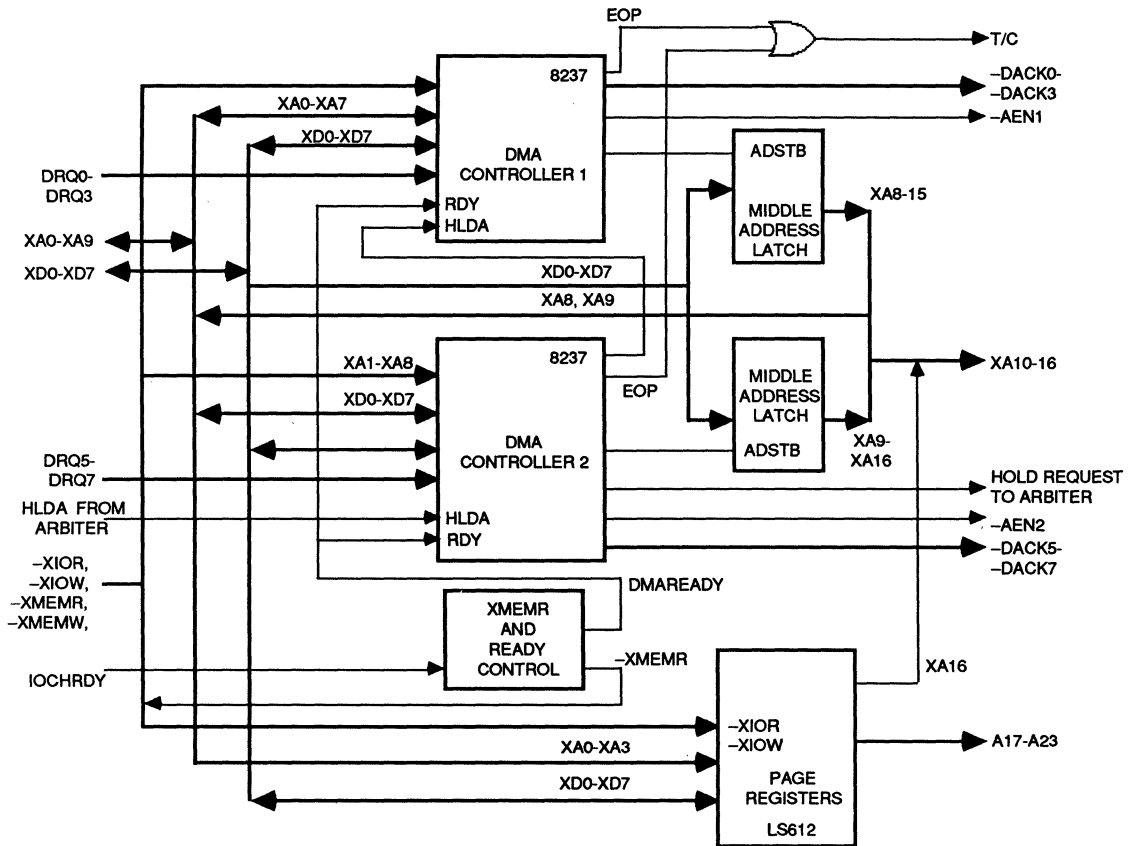 EOP
T/C
8237
–DACK0-
–DACK3
XA0-XA7
–AEN1
XD0-XD7
ADSTB
DMA
CONTROLLER 1
DRQ0-
DRQ3
RDY
HLDA
MIDDLE
ADDRESS
LATCH
XA8-15
XA0-XA9
XD0-XD7
XD0-XD7
XA8, XA9
8237
XA1-XA8
EOP
XA10-16
MIDDLE
ADDRESS
LATCH
XD0-XD7
DMA
CONTROLLER 2
ADSTB
XA9-
XA16
DRQ5-
DRQ7
HOLD REQUEST
TO ARBITER
HLDA FROM
ARBITER
HLDA
RDY
–AEN2
–DACK5-
–DACK7
–XIOR,
–XIOW,
–XMEMR,
–XMEMW,
DMAREADY
XMEMR
AND
READY
CONTROL
–XMEMR
IOCHRDY
XA16
–XIOR
–XIOW
A17-A23
XA0-XA3
XD0-XD7
PAGE
REGISTERS
LS612